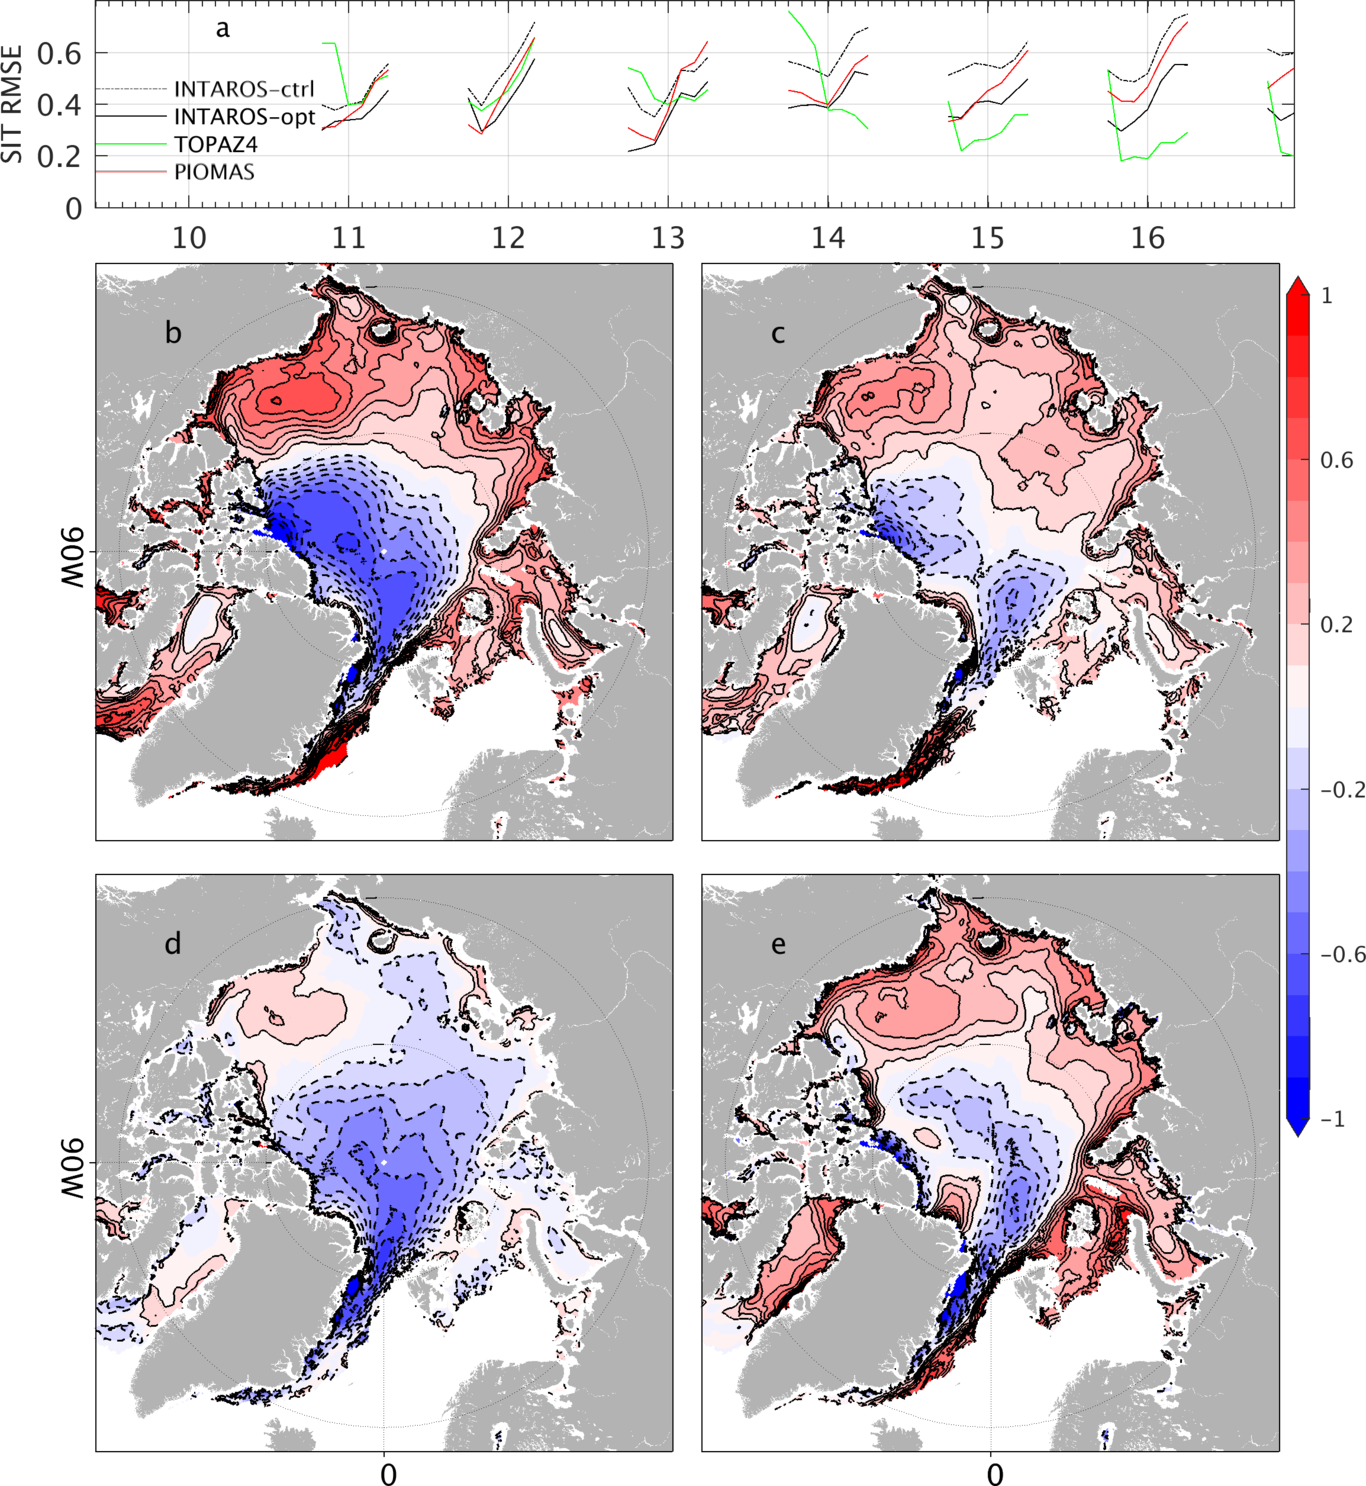 a
SIT RMSE
0.6
0.4
0.2
0
INTAROS-ctrl
INTAROS-opt
TOPAZ4
PIOMAS
10 11 12 13 14 15 16
b
c
90W
1
0.6
0.2
-0.2
-0.6
-1
d
e
90W
0
0